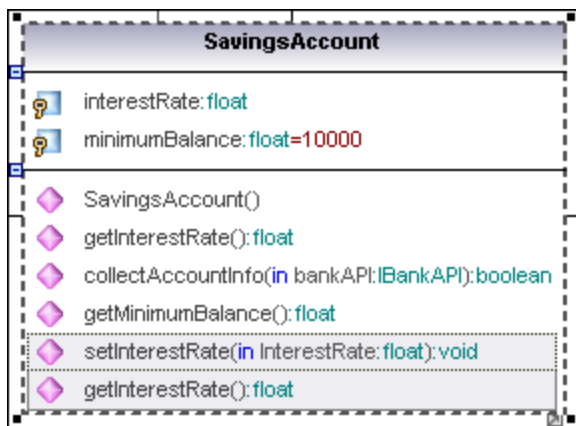 SavingsAccount
interestRate:float
minimumBalance:float=10000
SavingsAccount()
getInterestRate():float
collectAccountInfo(in bankAPI:IBankAPI):boolean
getMinimumBalance():float
setInterestRate(in InterestRate:float):void
getInterestRate():float